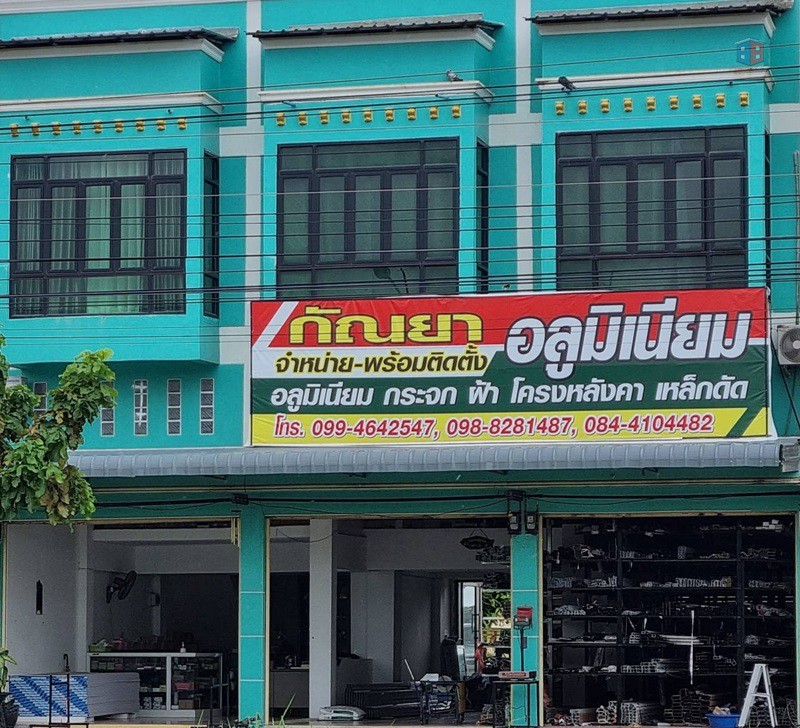 กัณยา อลูมิเนียม
จำหน่าย-พร้อมติดตั้ง
อลูมิเนียม กระจก ฝ้า โครงหลังคา เหล็กดัด
โทร. 099-4642547, 098-8281487, 084-4104482